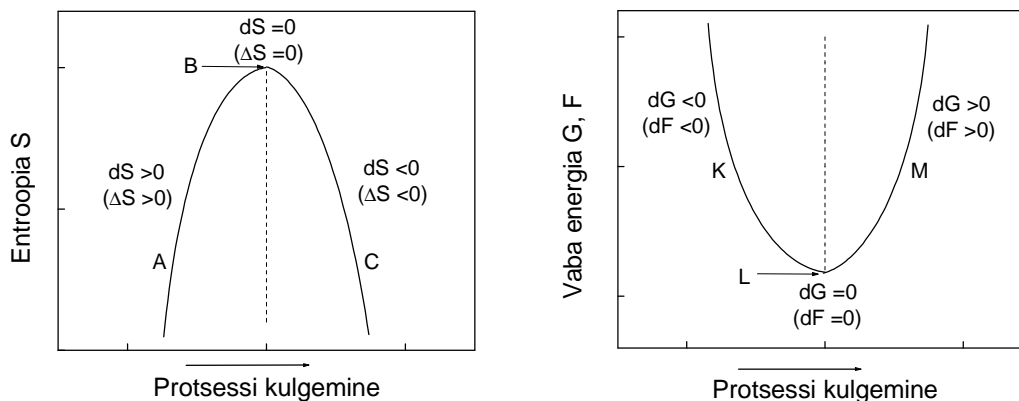 Entroopia S
dS =0
(ΔS =0)
B
dS >0
(ΔS >0)
dS <0
(ΔS <0)
A
C
Protsessi kulgemine
Vaba energia G, F
dG <0
(dF <0)
dG >0
(dF >0)
K
M
L
dG =0
(dF =0)
Protsessi kulgemine